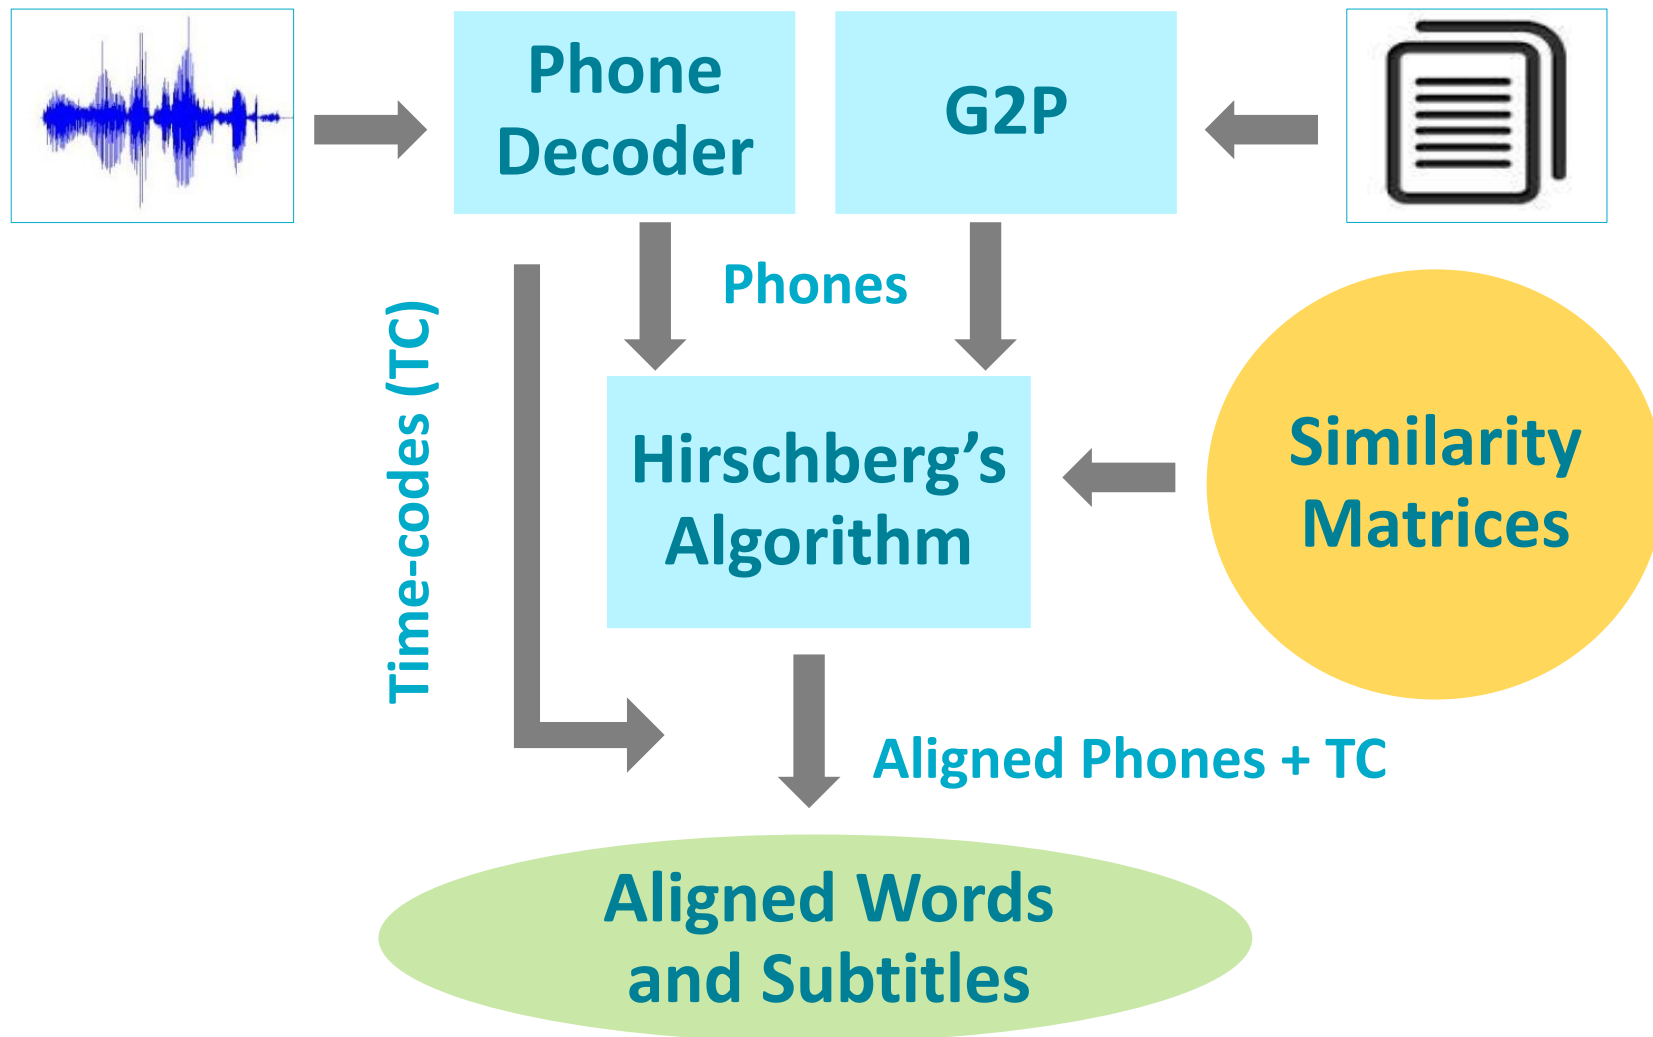 Phone
Decoder
G2P
Phones
Time-codes (TC)
Hirschberg’s
Algorithm
Similarity
Matrices
Aligned Phones + TC
Aligned Words
and Subtitles